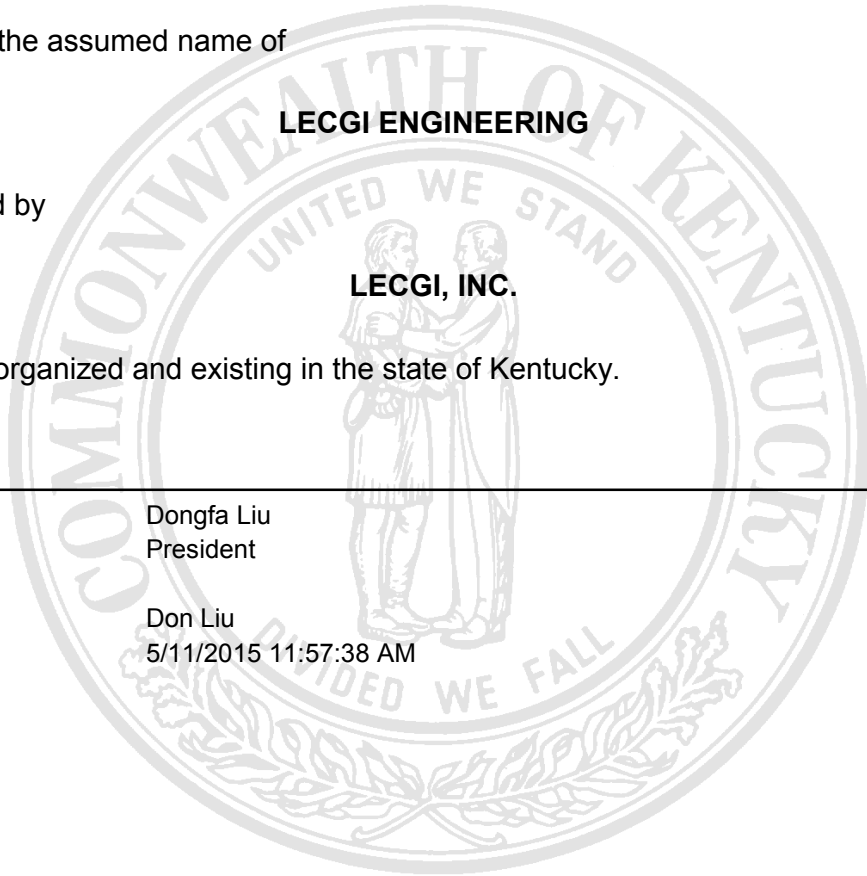 the assumed name of
LECGI ENGINEERING
d by
LECGI, INC.
organized and existing in the state of Kentucky.
Dongfa Liu
President
Don Liu
5/11/2015 11:57:38 AM
COMMONWEALTH OF KENTUCKY
UNITED WE STAND
DIVIDED WE FALL